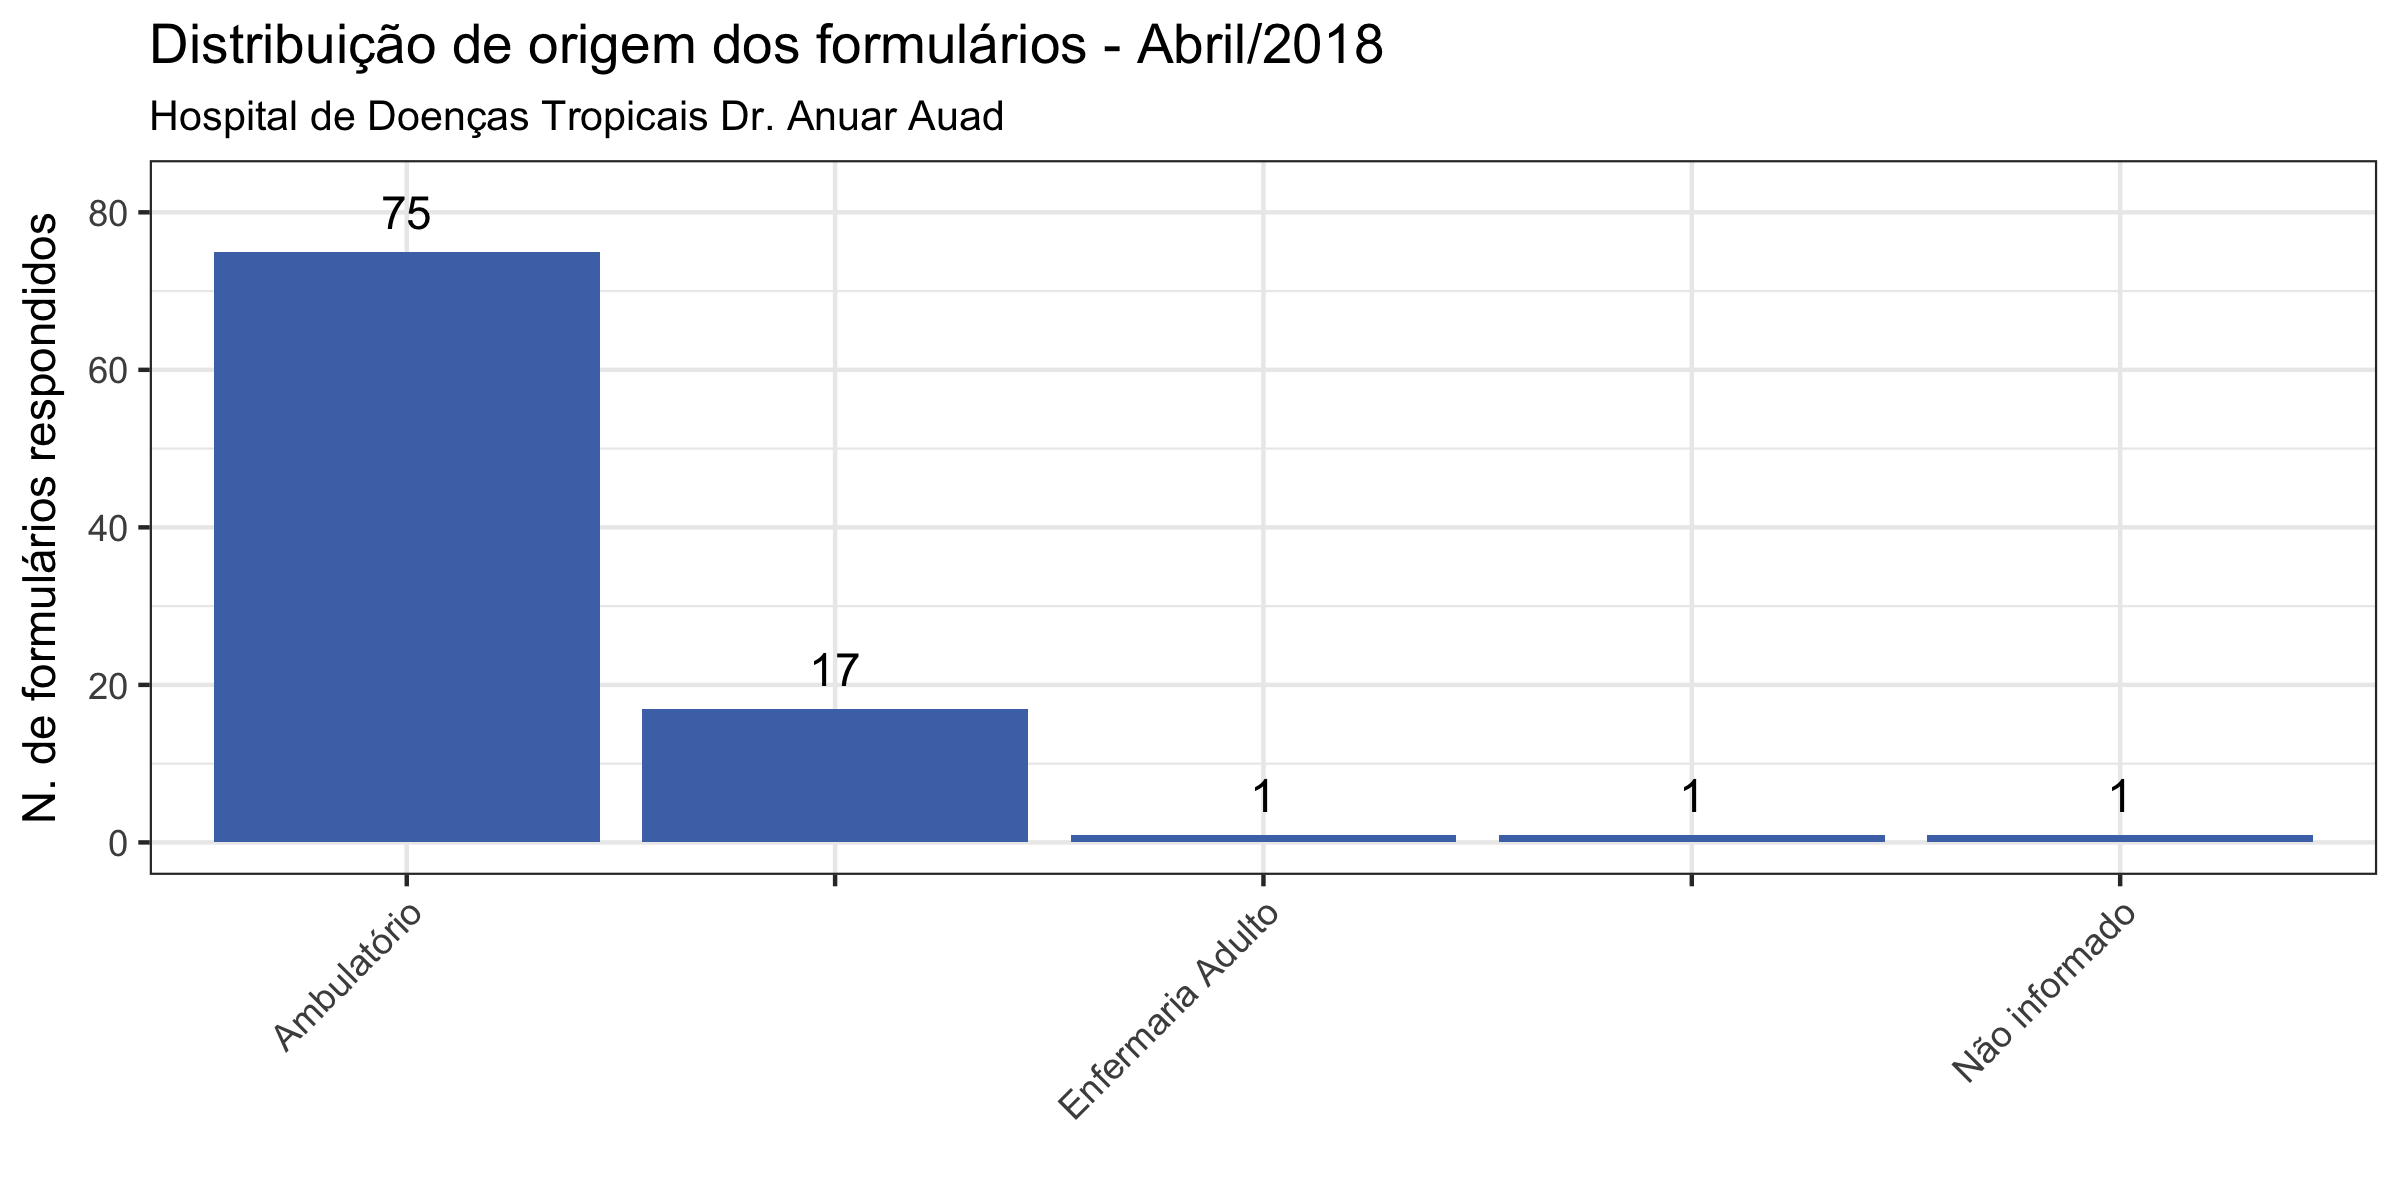 Distribuição de origem dos formulários - Abril/2018
Hospital de Doenças Tropicais Dr. Anuar Auad
N. de formulários respondidos
80
60
40
20
0
75
17
1
1
1
Ambulatório
Enfermaria Adulto
Não informado